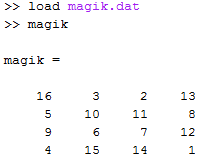 >> load magik.dat
>> magik
magik =
16 3 2 13
5 10 11 8
9 6 7 12
4 15 14 1